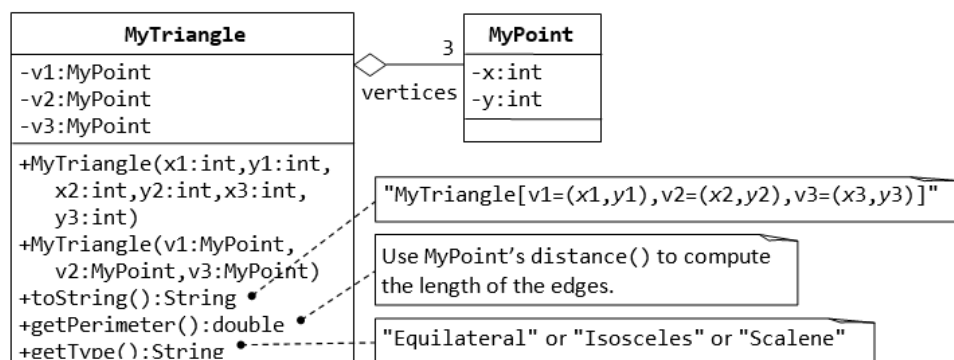 MyTriangle
-v1:MyPoint
-v2:MyPoint
-v3:MyPoint
+MyTriangle(x1:int,y1:int,
x2:int,y2:int,x3:int,
y3:int)
+MyTriangle(v1:MyPoint,
v2:MyPoint,v3:MyPoint)
+toString():String
+getPerimeter():double
+getType():String
3
vertices
MyPoint
-x:int
-y:int
"MyTriangle[v1=(x1,y1),v2=(x2,y2),v3=(x3,y3)]"
Use MyPoint’s distance() to compute
the length of the edges.
"Equilateral" or "Isosceles" or "Scalene"